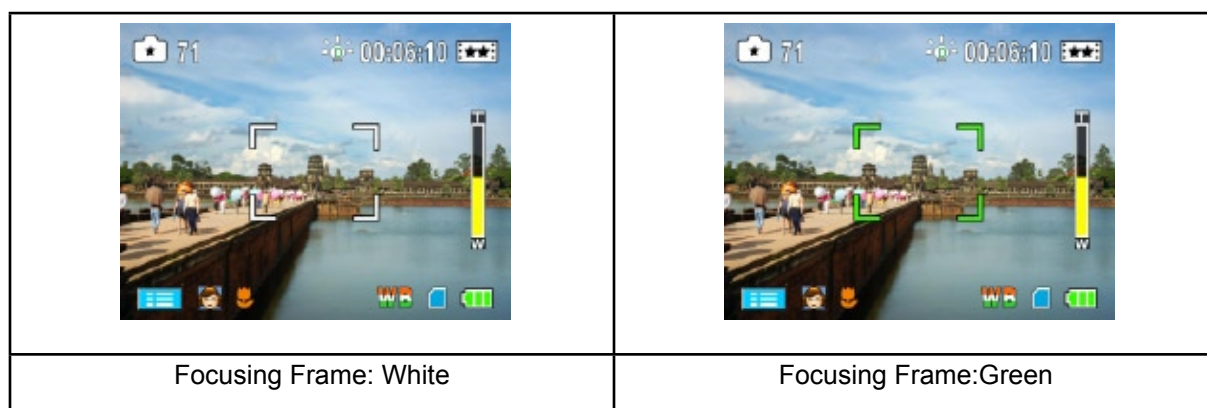 71 00:06:10
T
W
WB
71 00:06:10
T
W
WB
Focusing Frame: White
Focusing Frame:Green